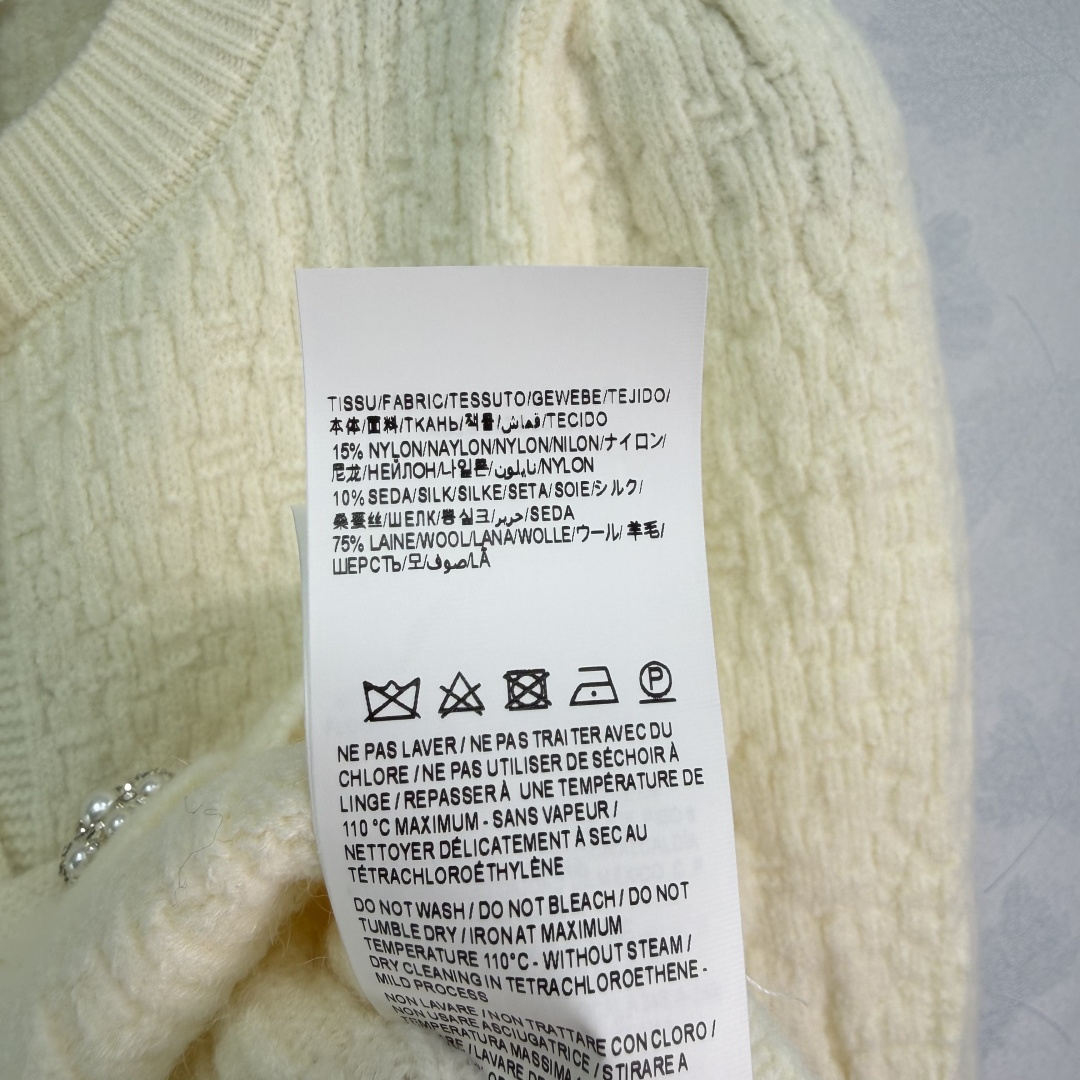 TISSU/FABRIC/TESSUTO/GEWEBE/TEJIDO/
本体/面料/ТКАНЬ/직물/قماش/TECIDO
15% NYLON/NAYLON/NYLON/NILON/ナイロン/
尼龙/НЕЙЛОН/나일론/نايلون/NYLON
10% SEDA/SILK/SILKE/SETA/SOIE/シルク/
桑蚕丝/ШЕЛК/실크/حرير/SEDA
75% LAINE/WOOL/LANA/WOLLE/ウール/羊毛/
ШЕРСТЬ/모/صوف/LÃ
P
NE PAS LAVER / NE PAS TRAITER AVEC DU
CHLORE / NE PAS UTILISER DE SÉCHOIR À
LINGE / REPASSER À UNE TEMPÉRATURE DE
110 °C MAXIMUM - SANS VAPEUR /
NETTOYER DÉLICATEMENT À SEC AU
TÉTRACHLOROÉTHYLÈNE
DO NOT WASH / DO NOT BLEACH / DO NOT
TUMBLE DRY / IRON AT MAXIMUM
TEMPERATURE 110°C - WITHOUT STEAM /
DRY CLEANING IN TETRACHLOROETHENE -
MILD PROCESS
NON LAVARE / NON TRATTARE CON CLORO /
NON USARE ASCIUGATRICE / STIRARE A
TEMPERATURA MASSIMA
/ LAVARE